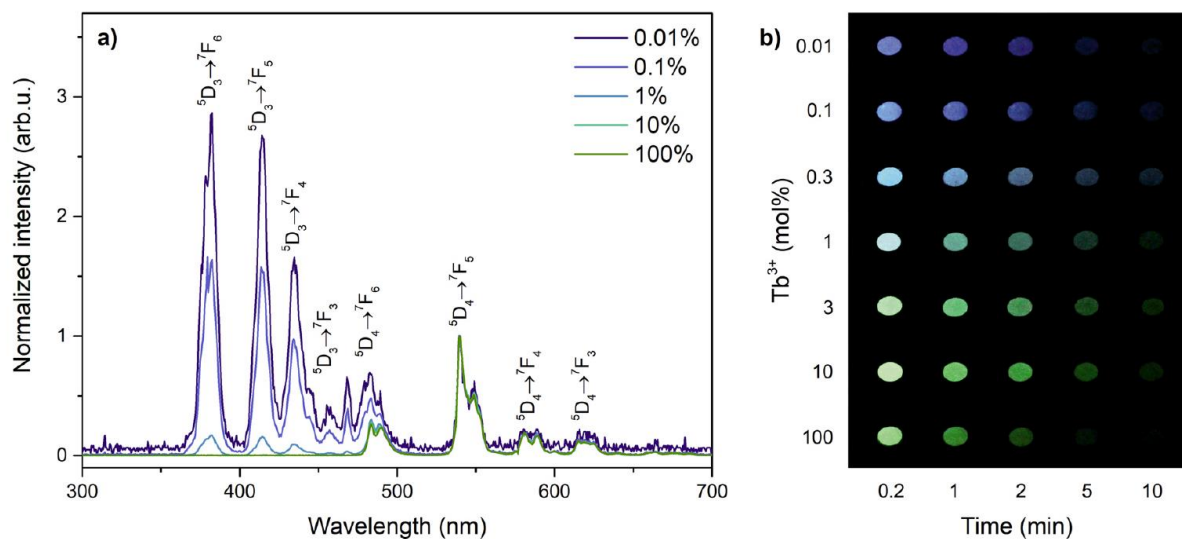 a)
Normalized intensity (arb.u.)
3
2
1
0
⁵D₃→⁷F₆
⁵D₃→⁷F₅
⁵D₃→⁷F₄
⁵D₃→⁷F₃
⁵D₄→⁷F₆
⁵D₄→⁷F₅
⁵D₄→⁷F₄
⁵D₄→⁷F₃
0.01%
0.1%
1%
10%
100%
300 400 500 600 700
Wavelength (nm)
b)
Tb³⁺ (mol%)
0.01
0.1
0.3
1
3
10
100
0.2 1 2 5 10
Time (min)